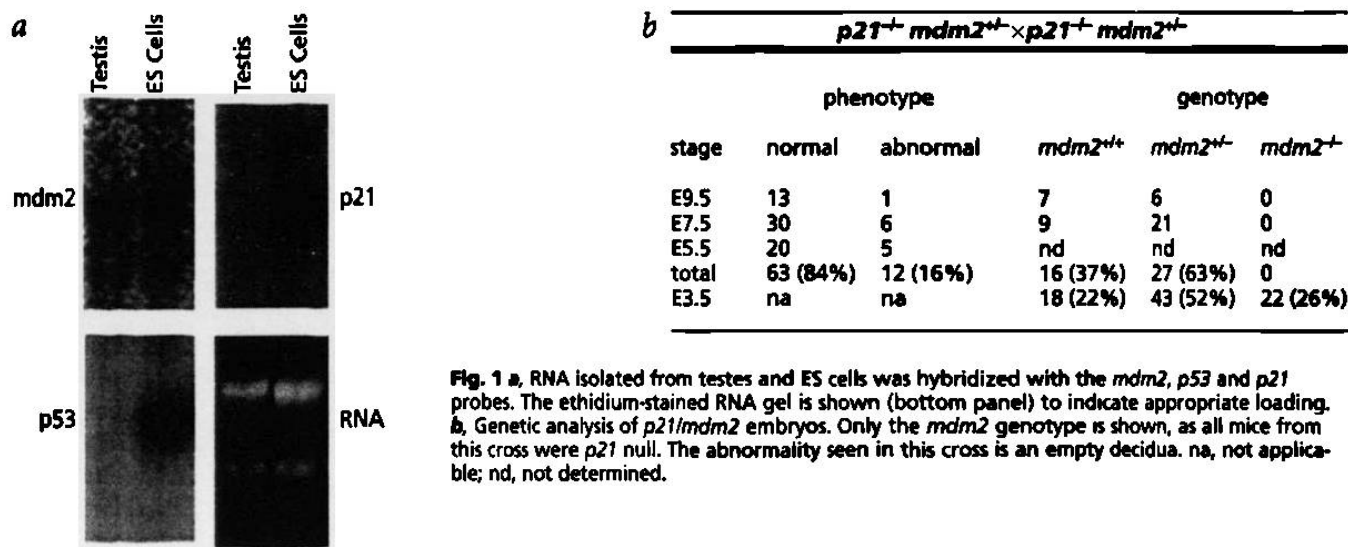 a
Testis
ES Cells
Testis
ES Cells
mdm2
p21
p53
RNA
b
p21⁻/⁻ mdm2⁺/⁻×p21⁻/⁻ mdm2⁺/⁻
phenotype genotype
stage normal abnormal mdm2⁺/⁺ mdm2⁺/⁻ mdm2⁻/⁻
E9.5 13 1 7 6 0
E7.5 30 6 9 21 0
E5.5 20 5 nd nd nd
total 63 (84%) 12 (16%) 16 (37%) 27 (63%) 0
E3.5 na na 18 (22%) 43 (52%) 22 (26%)
Fig. 1 a, RNA isolated from testes and ES cells was hybridized with the mdm2, p53 and p21
probes. The ethidium-stained RNA gel is shown (bottom panel) to indicate appropriate loading.
b, Genetic analysis of p21/mdm2 embryos. Only the mdm2 genotype is shown, as all mice from
this cross were p21 null. The abnormality seen in this cross is an empty decidua. na, not applica-
ble; nd, not determined.